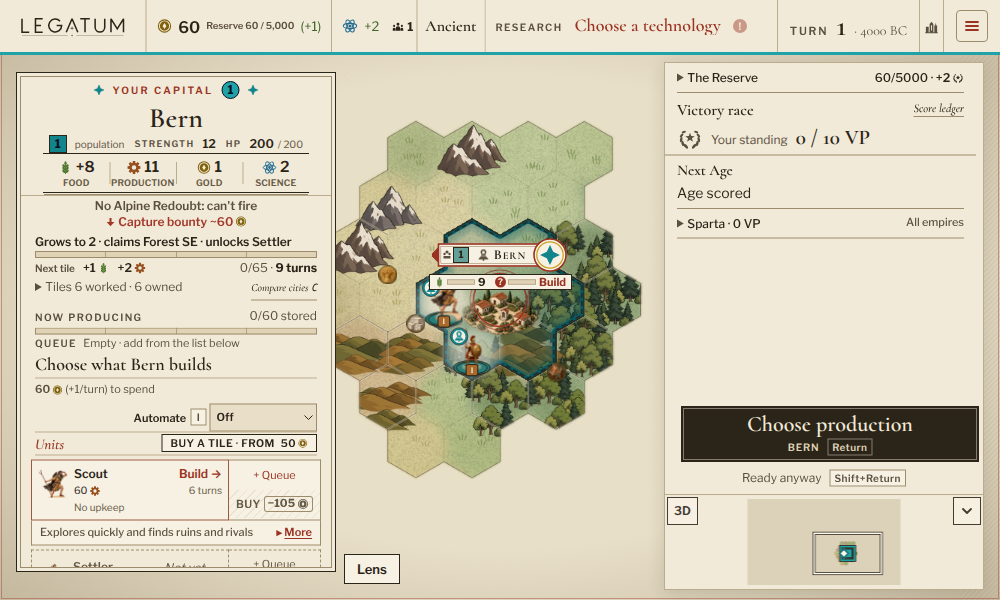 LEGATUM
60 Reserve 60 / 5,000 (+1)
+2
1
Ancient
RESEARCH Choose a technology !
TURN 1 · 4000 BC
YOUR CAPITAL 1
Bern
1 population STRENGTH 12 HP 200 / 200
+8 11 1 2
FOOD PRODUCTION GOLD SCIENCE
No Alpine Redoubt: can't fire
Capture bounty ~60
Grows to 2 · claims Forest SE · unlocks Settler
Next tile +1 +2 0/65 · 9 turns
Tiles 6 worked · 6 owned Compare cities C
NOW PRODUCING 0/60 stored
QUEUE Empty · add from the list below
Choose what Bern builds
60 (+1/turn) to spend
Automate I Off
Units BUY A TILE · FROM 50
Scout Build → + Queue
60 6 turns
No upkeep BUY −105
Explores quickly and finds ruins and rivals More
Settler Not yet + Queue
1 BERN
9 ? Build
I
I
Lens
The Reserve 60/5000 · +2
Victory race Score ledger
Your standing 0 / 10 VP
Next Age
Age scored
Sparta · 0 VP All empires
Choose production
BERN Return
Ready anyway Shift+Return
3D